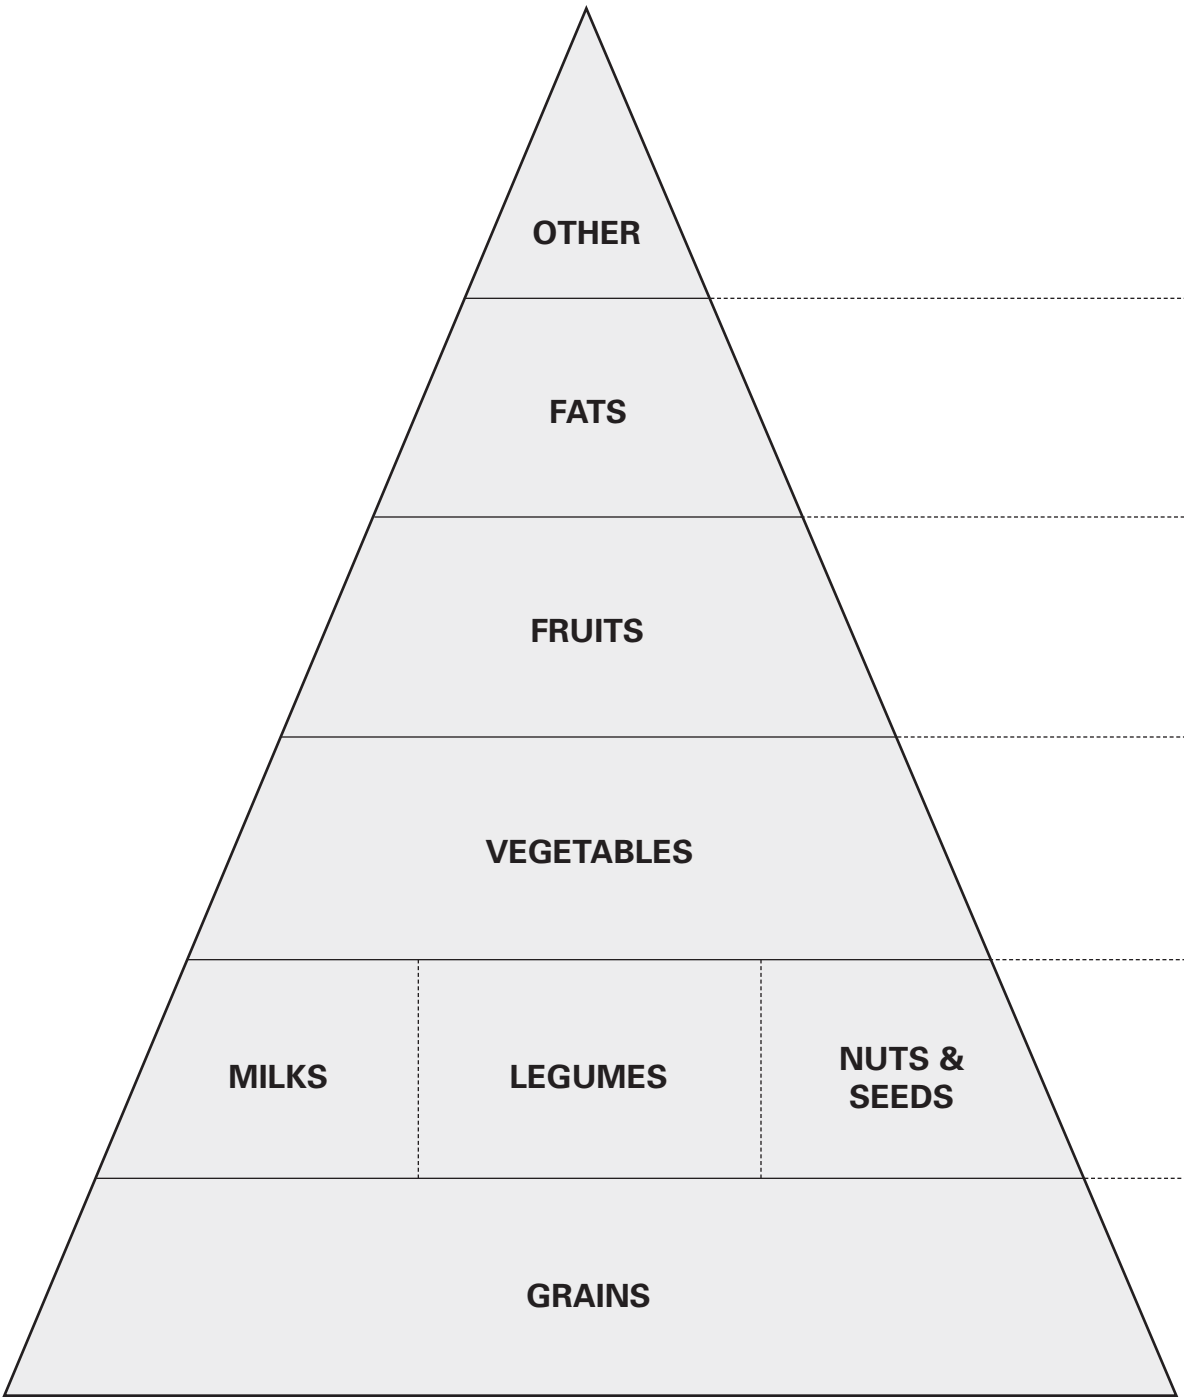 OTHER
FATS
FRUITS
VEGETABLES
MILKS
LEGUMES
NUTS &
SEEDS
GRAINS